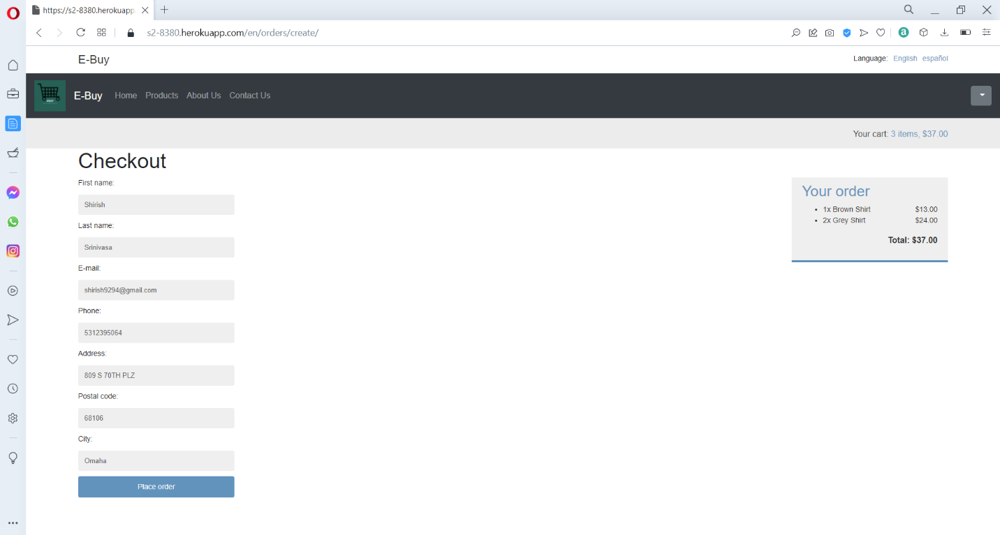 https://s2-8380.herokuapp
s2-8380.herokuapp.com/en/orders/create/
E-Buy
Language: English español
E-Buy Home Products About Us Contact Us
Your cart: 3 items, $37.00
Checkout
First name:
Shirish
Last name:
Srinivasa
E-mail:
shirish9294@gmail.com
Phone:
5312395064
Address:
809 S 70TH PLZ
Postal code:
68106
City:
Omaha
Place order
Your order
1x Brown Shirt $13.00
2x Grey Shirt $24.00
Total: $37.00